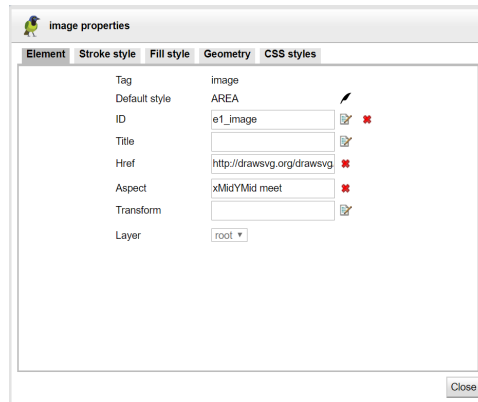 image properties
Element Stroke style Fill style Geometry CSS styles
Tag image
Default style AREA
ID e1_image
Title
Href http://drawsvg.org/drawsvg.
Aspect xMidYMid meet
Transform
Layer root
Close